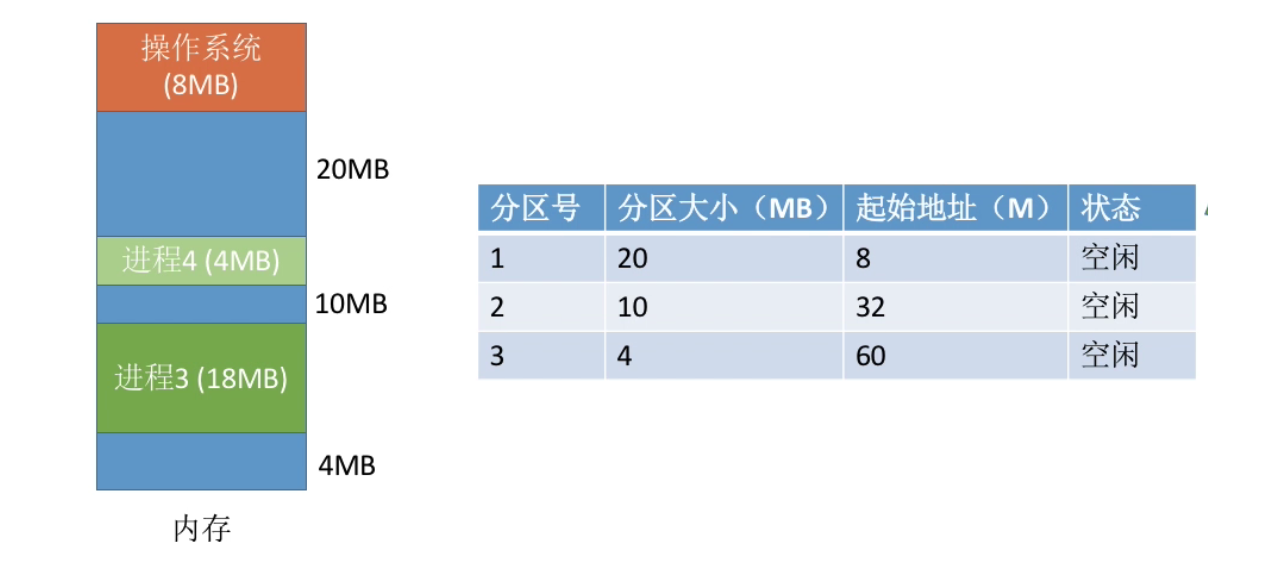 操作系统
(8MB)
20MB
进程4 (4MB)
10MB
进程3 (18MB)
4MB
内存
分区号 分区大小（MB） 起始地址（M） 状态
1 20 8 空闲
2 10 32 空闲
3 4 60 空闲